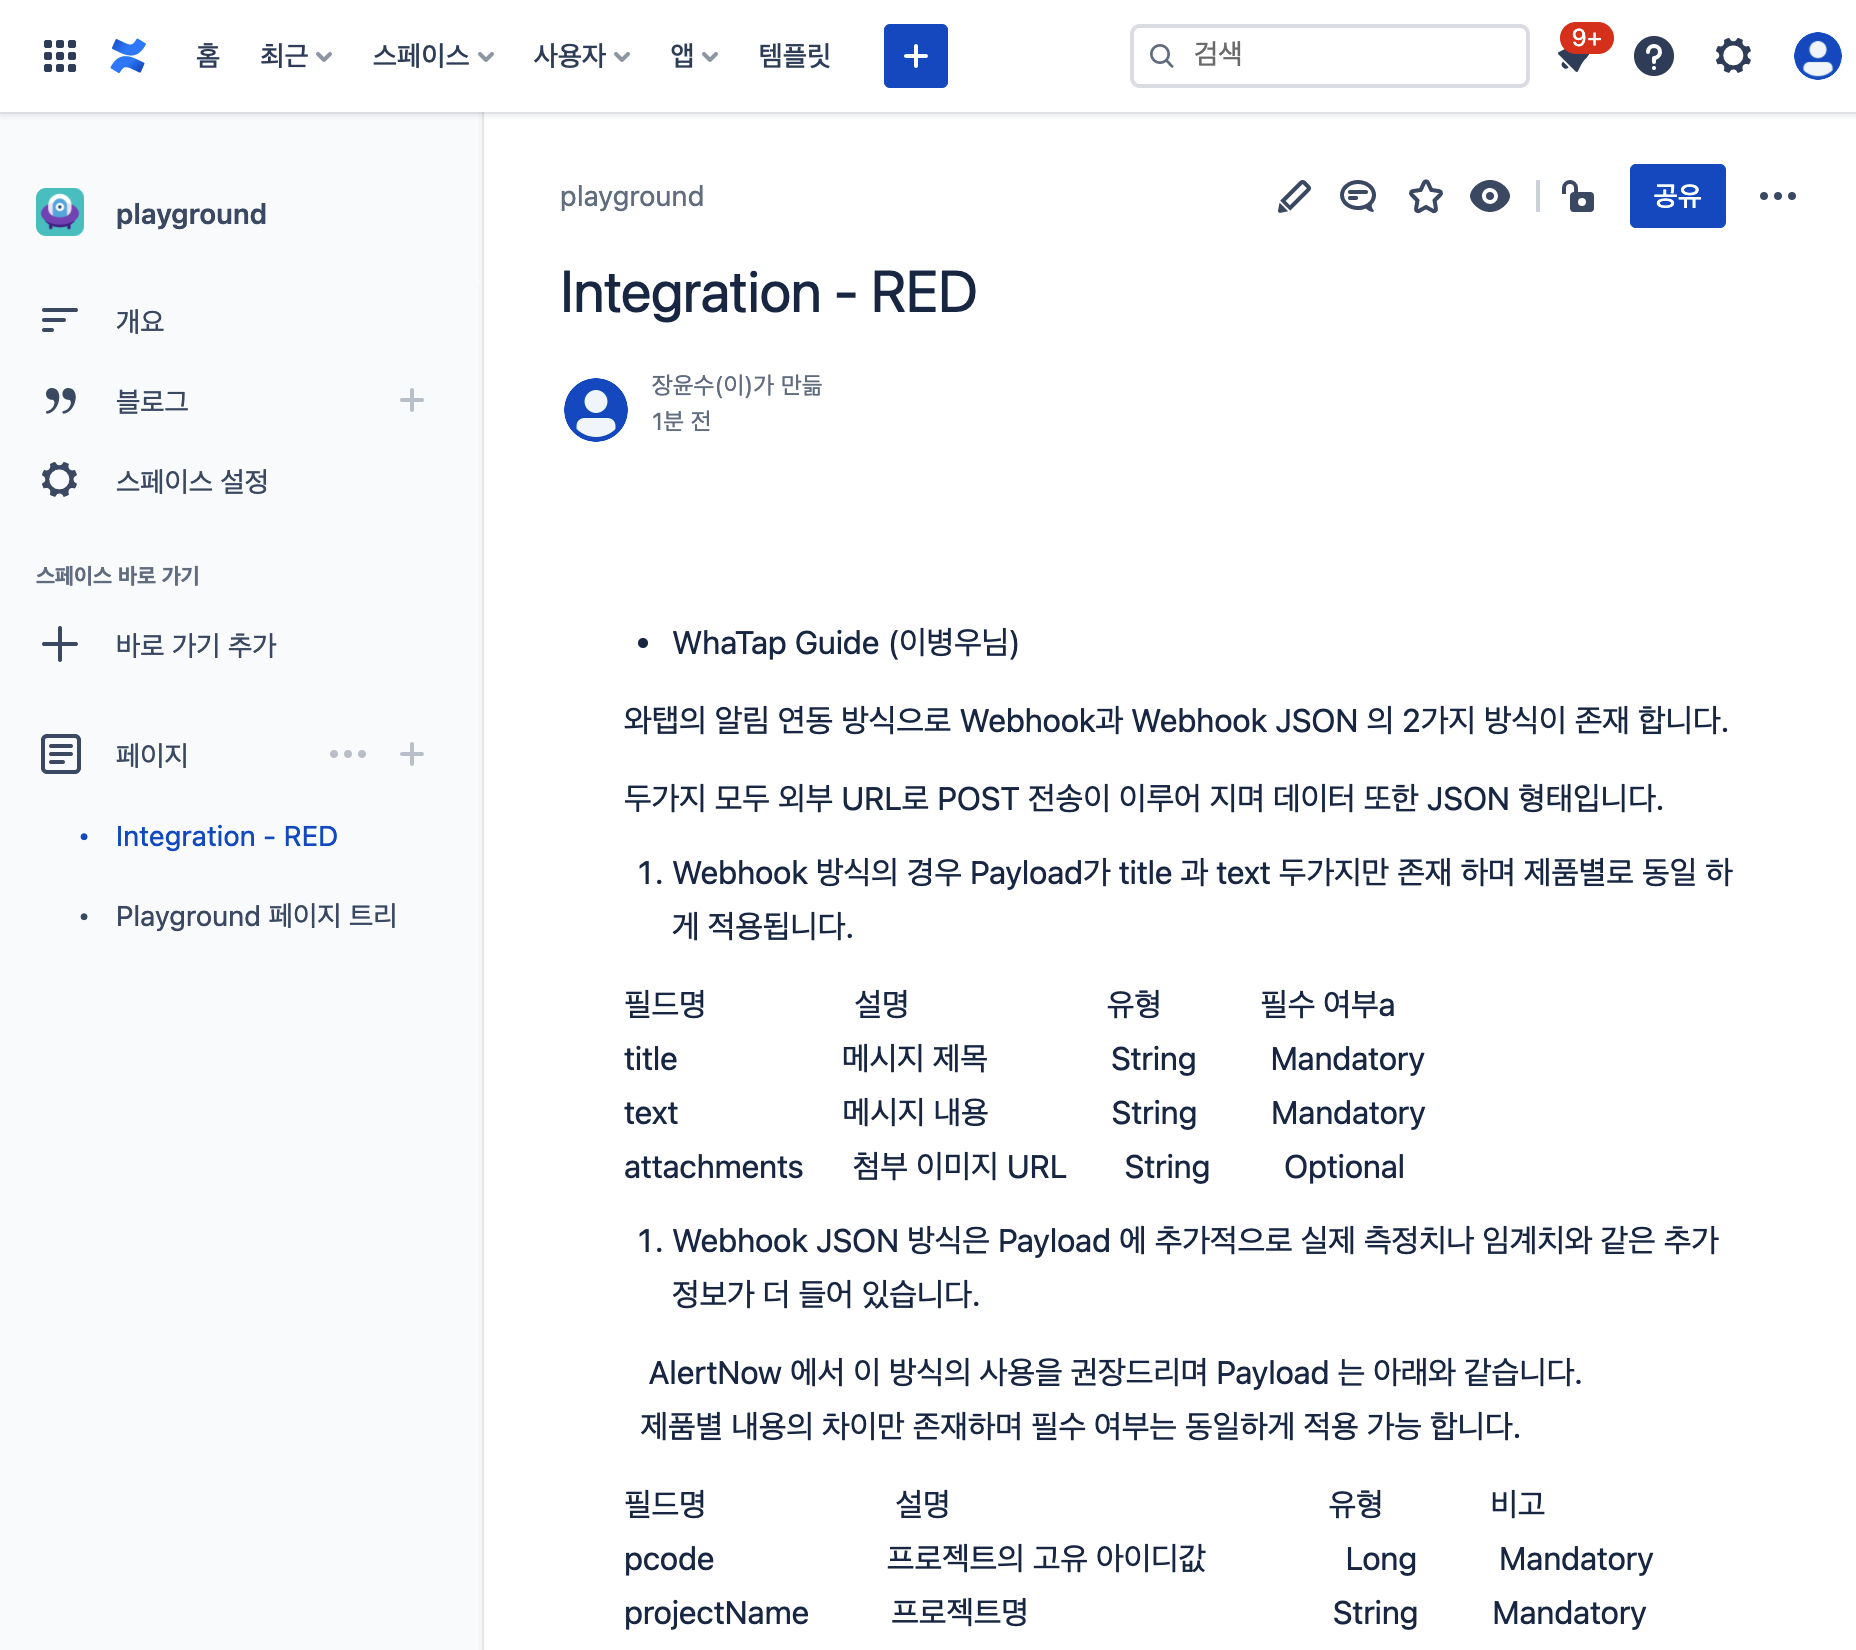 홈 최근 스페이스 사용자 앱 템플릿 + 검색 9+ ?
playground
개요
블로그
스페이스 설정
스페이스 바로 가기
바로 가기 추가
페이지
• Integration - RED
• Playground 페이지 트리
playground 공유
Integration - RED
장윤수(이)가 만듦
1분 전
• WhaTap Guide (이병우님)
와탭의 알림 연동 방식으로 Webhook과 Webhook JSON 의 2가지 방식이 존재 합니다.
두가지 모두 외부 URL로 POST 전송이 이루어 지며 데이터 또한 JSON 형태입니다.
1. Webhook 방식의 경우 Payload가 title 과 text 두가지만 존재 하며 제품별로 동일 하
게 적용됩니다.
필드명 설명 유형 필수 여부a
title 메시지 제목 String Mandatory
text 메시지 내용 String Mandatory
attachments 첨부 이미지 URL String Optional
1. Webhook JSON 방식은 Payload 에 추가적으로 실제 측정치나 임계치와 같은 추가
정보가 더 들어 있습니다.
AlertNow 에서 이 방식의 사용을 권장드리며 Payload 는 아래와 같습니다.
제품별 내용의 차이만 존재하며 필수 여부는 동일하게 적용 가능 합니다.
필드명 설명 유형 비고
pcode 프로젝트의 고유 아이디값 Long Mandatory
projectName 프로젝트명 String Mandatory